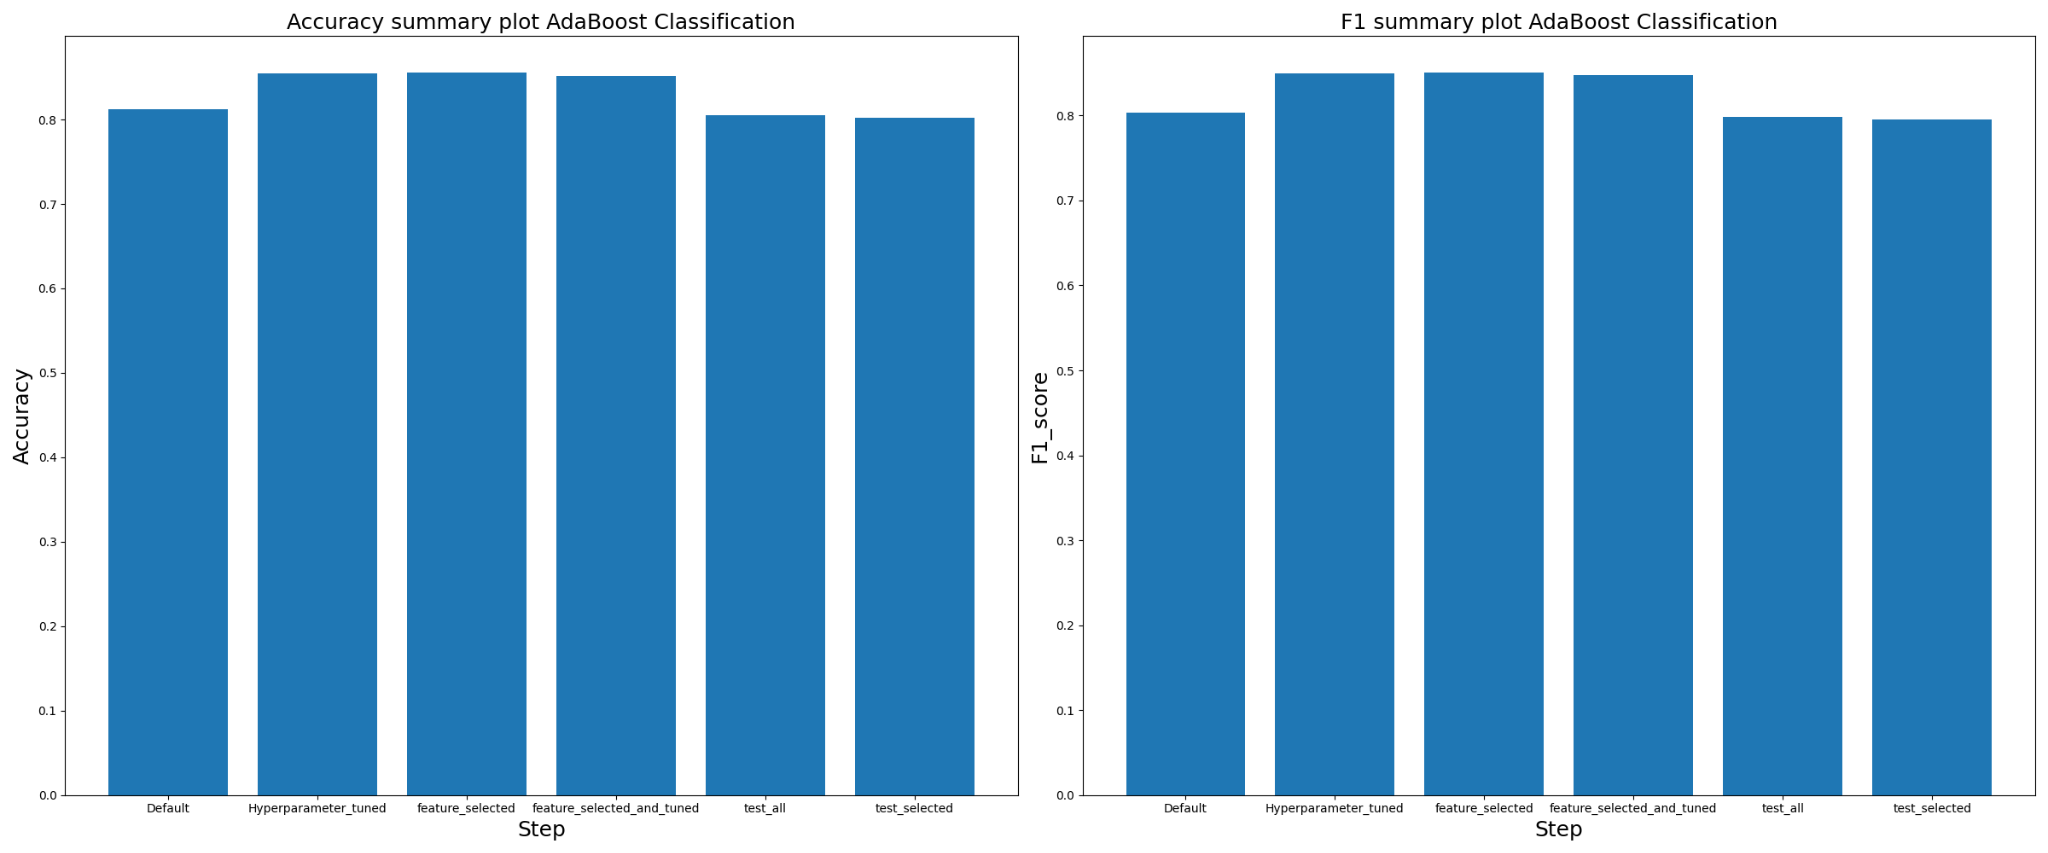 Accuracy summary plot AdaBoost Classification
Accuracy
0.8
0.7
0.6
0.5
0.4
0.3
0.2
0.1
0.0
Default Hyperparameter_tuned feature_selected feature_selected_and_tuned test_all test_selected
Step
F1 summary plot AdaBoost Classification
F1_score
0.8
0.7
0.6
0.5
0.4
0.3
0.2
0.1
0.0
Default Hyperparameter_tuned feature_selected feature_selected_and_tuned test_all test_selected
Step